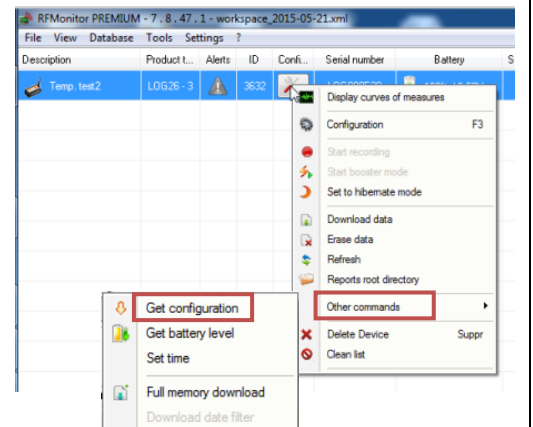 RFMonitor PREMIUM - 7 . 8 . 47 . 1 - workspace_2015-05-21.xml
File View Database Tools Settings ?
Description Product t... Alerts ID Confi... Serial number Battery S
Temp. test2 LOG26 - 3 3632
Display curves of measures
Configuration F3
Start recording
Start booster mode
Set to hibernate mode
Download data
Erase data
Refresh
Reports root directory
Other commands
Delete Device Suppr
Clean list
Get configuration
Get battery level
Set time
Full memory download
Download date filter